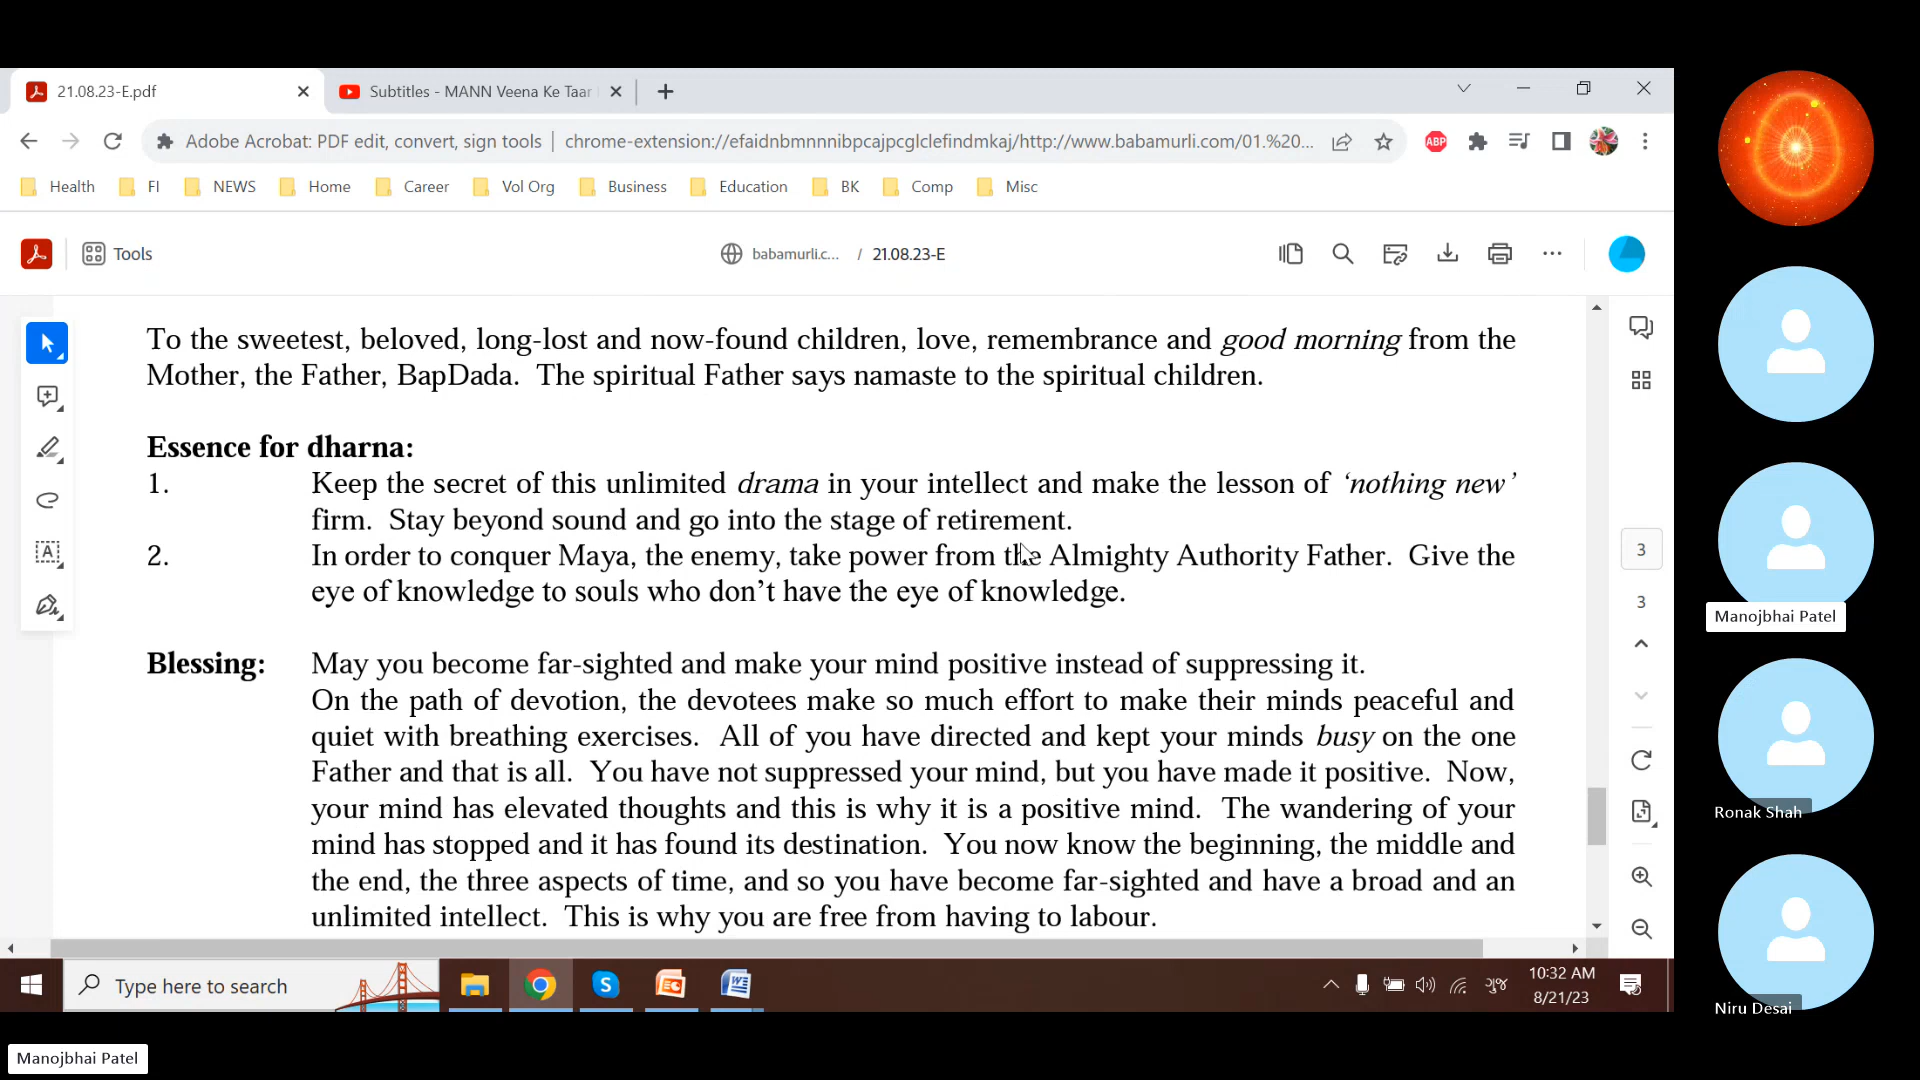 21.08.23-E.pdf
Subtitles - MANN Veena Ke Taar
Adobe Acrobat: PDF edit, convert, sign tools
chrome-extension://efaidnbmnnnibpcajpcglclefindmkaj/http://www.babamurli.com/01.%20...
ABP
Health FI NEWS Home Career Vol Org Business Education BK Comp Misc
Tools
babamurli.c... / 21.08.23-E
To the sweetest, beloved, long-lost and now-found children, love, remembrance and good morning from the
Mother, the Father, BapDada. The spiritual Father says namaste to the spiritual children.
Essence for dharna:
1. Keep the secret of this unlimited drama in your intellect and make the lesson of ‘nothing new’
firm. Stay beyond sound and go into the stage of retirement.
2. In order to conquer Maya, the enemy, take power from the Almighty Authority Father. Give the
eye of knowledge to souls who don’t have the eye of knowledge.
Blessing: May you become far-sighted and make your mind positive instead of suppressing it.
On the path of devotion, the devotees make so much effort to make their minds peaceful and
quiet with breathing exercises. All of you have directed and kept your minds busy on the one
Father and that is all. You have not suppressed your mind, but you have made it positive. Now,
your mind has elevated thoughts and this is why it is a positive mind. The wandering of your
mind has stopped and it has found its destination. You now know the beginning, the middle and
the end, the three aspects of time, and so you have become far-sighted and have a broad and an
unlimited intellect. This is why you are free from having to labour.
3
3
Type here to search
ગુજ
10:32 AM
8/21/23
Manojbhai Patel
Ronak Shah
Niru Desai
Manojbhai Patel